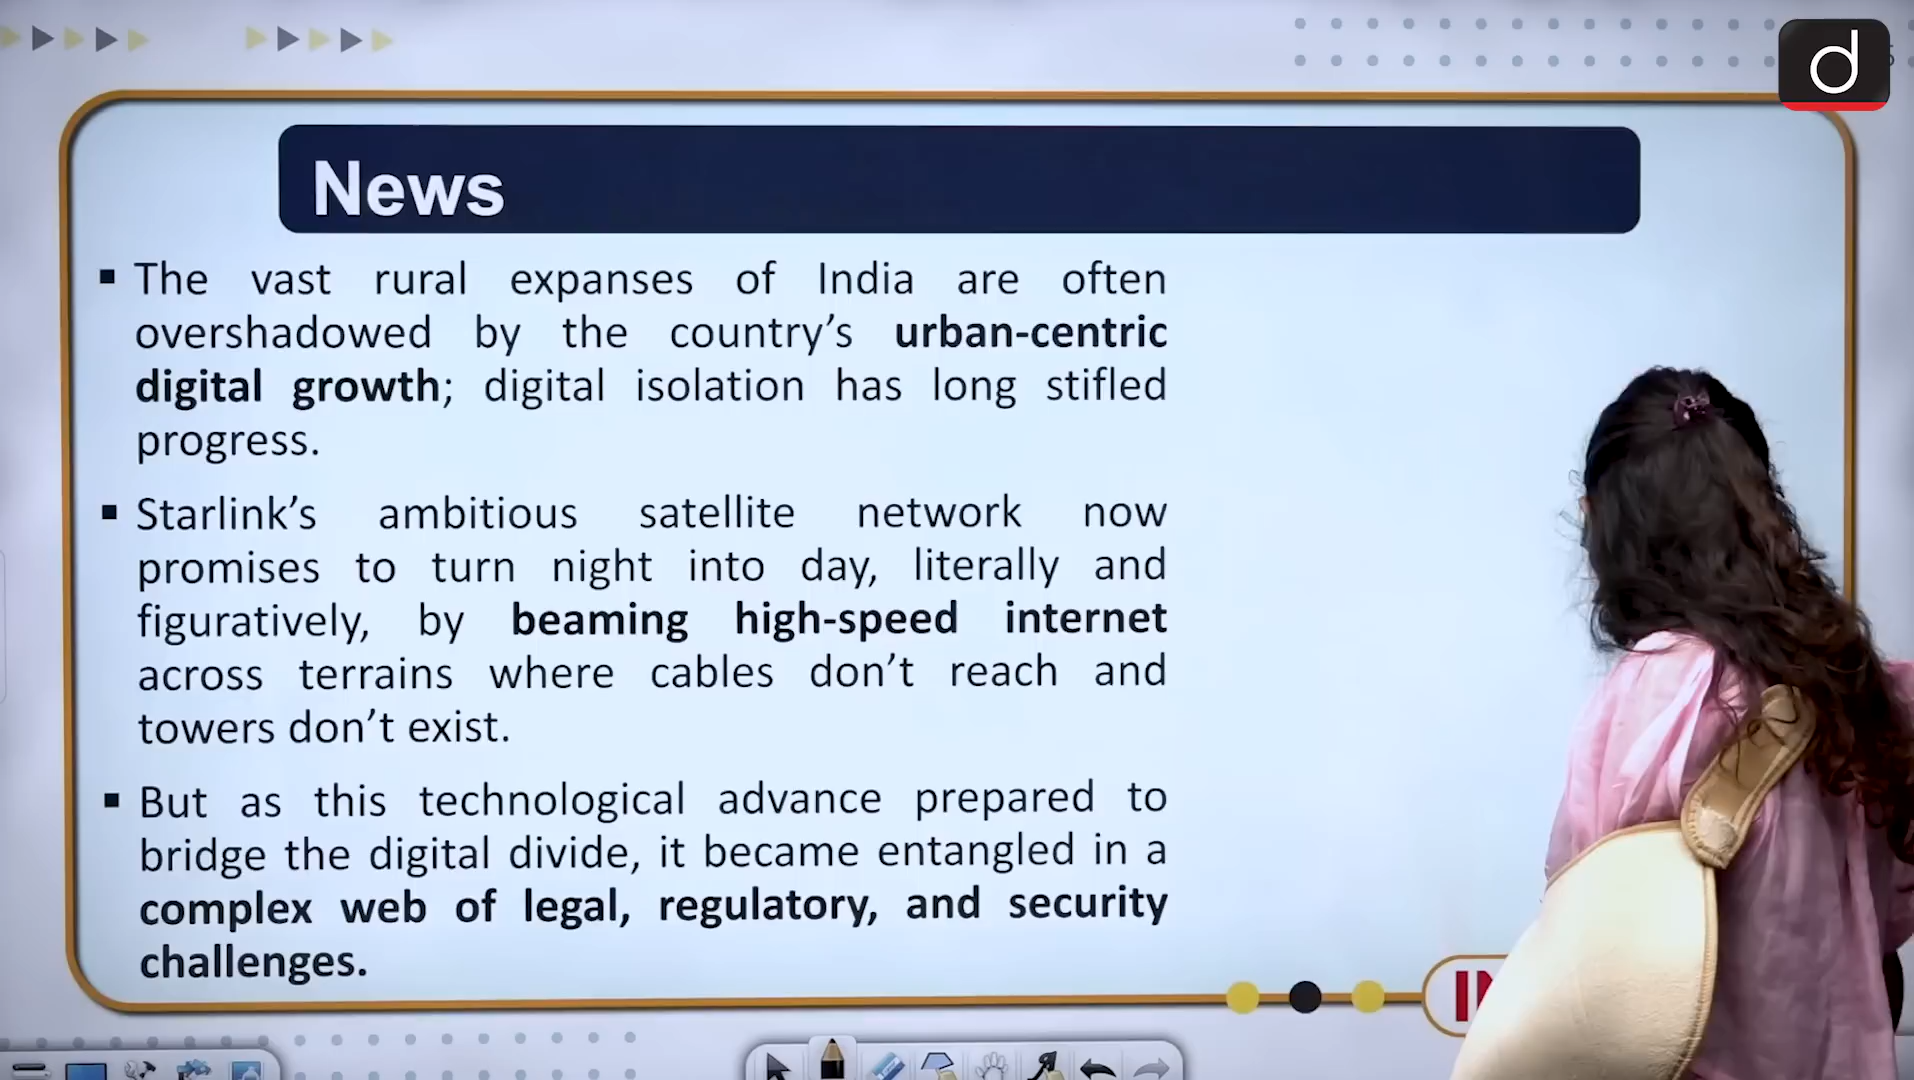 d
News
▪ The vast rural expanses of India are often
overshadowed by the country's urban-centric
digital growth; digital isolation has long stifled
progress.
▪ Starlink's ambitious satellite network now
promises to turn night into day, literally and
figuratively, by beaming high-speed internet
across terrains where cables don't reach and
towers don't exist.
▪ But as this technological advance prepared to
bridge the digital divide, it became entangled in a
complex web of legal, regulatory, and security
challenges.